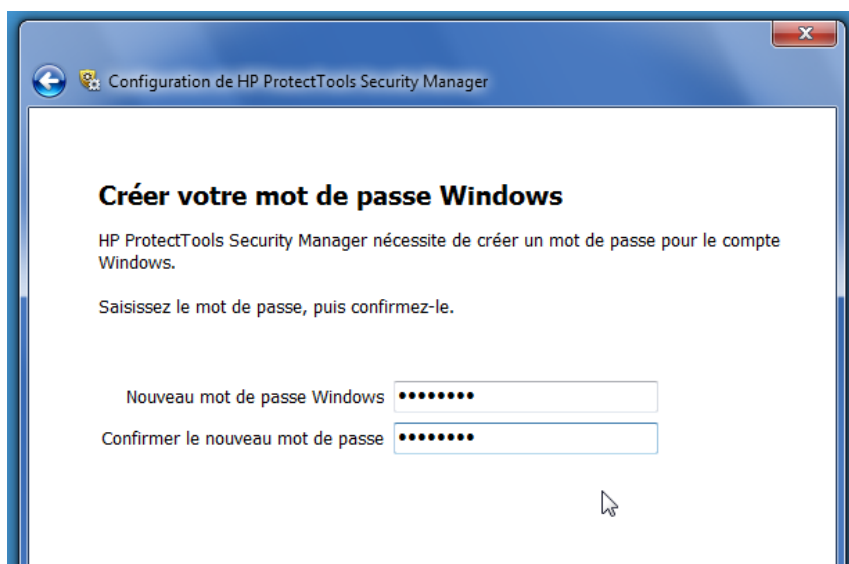 Configuration de HP ProtectTools Security Manager
Créer votre mot de passe Windows
HP ProtectTools Security Manager nécessite de créer un mot de passe pour le compte
Windows.
Saisissez le mot de passe, puis confirmez-le.
Nouveau mot de passe Windows ••••••••
Confirmer le nouveau mot de passe ••••••••